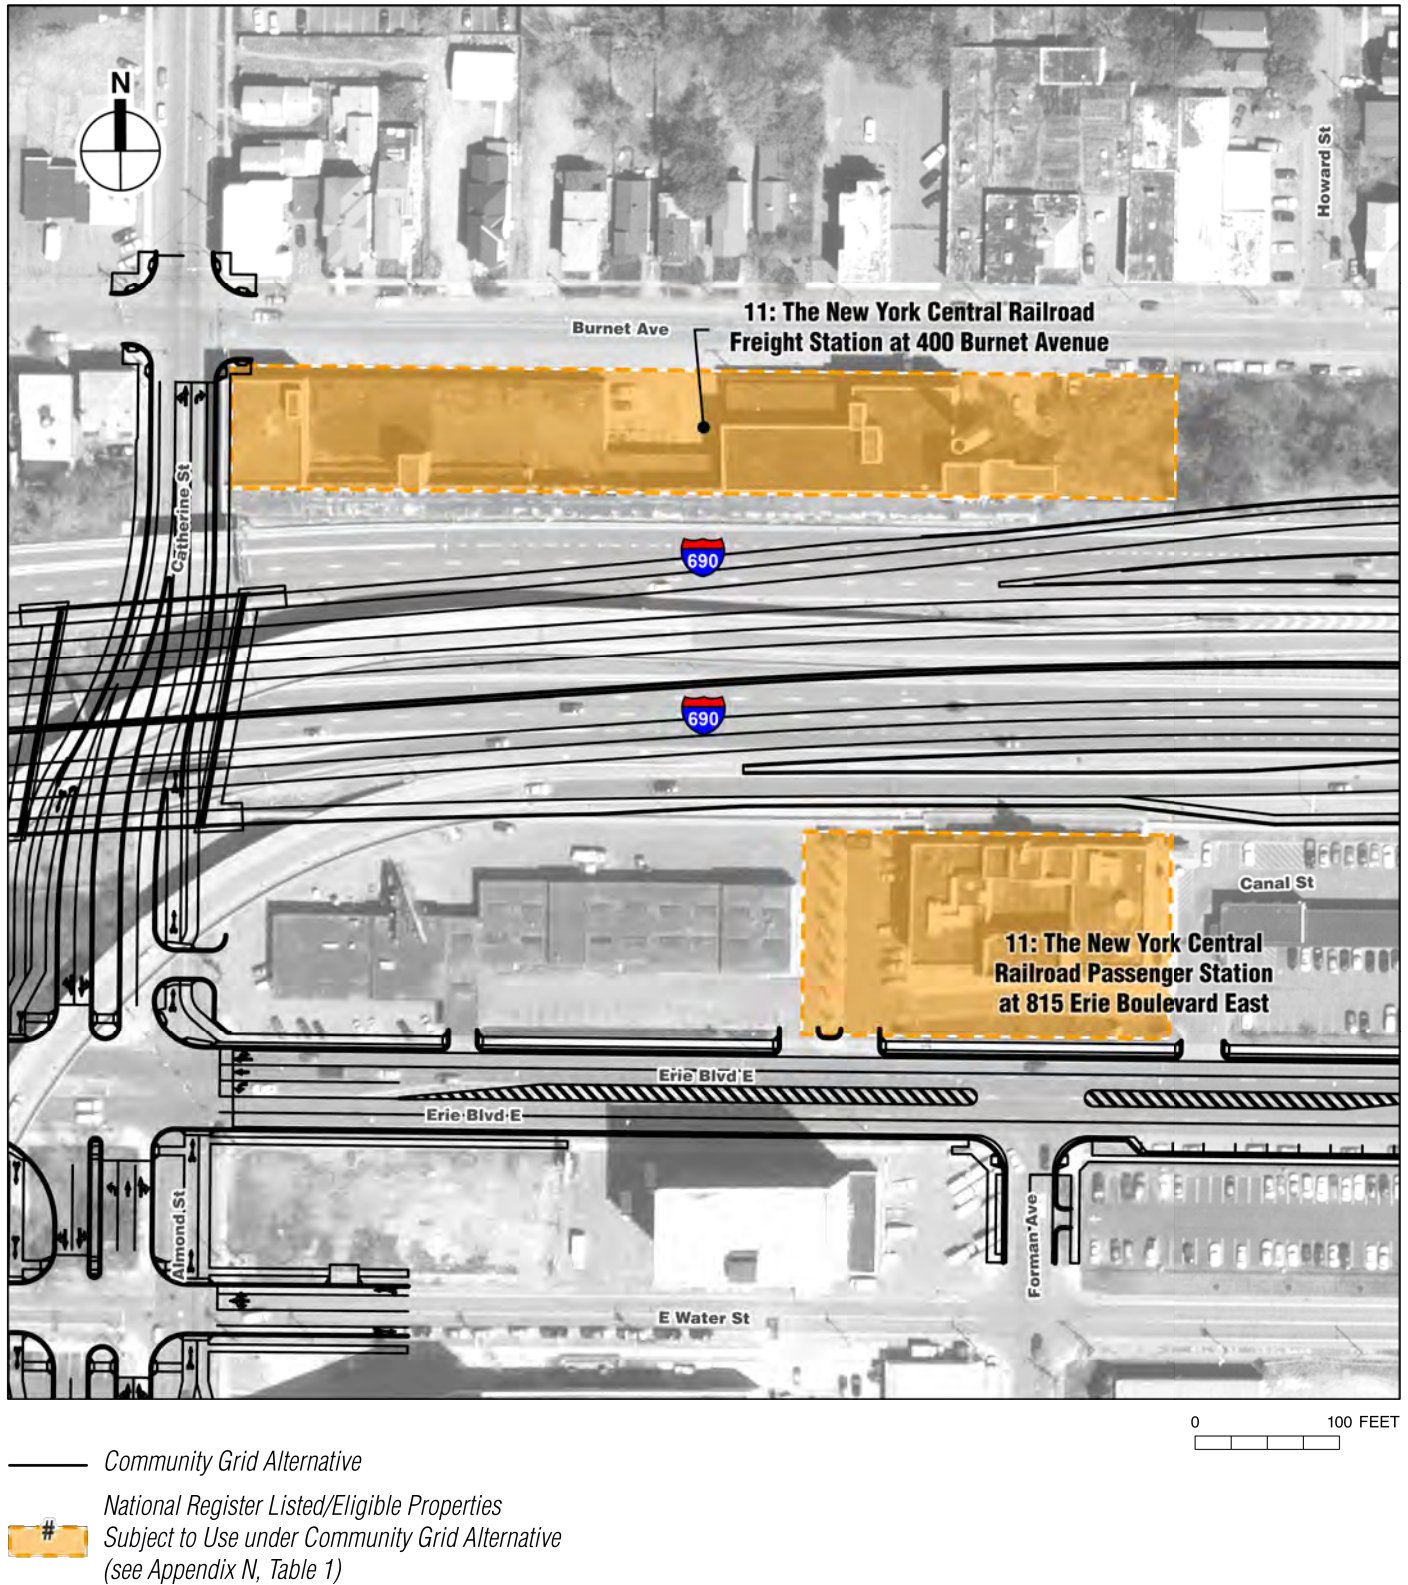 N
Howard St
11: The New York Central Railroad
Freight Station at 400 Burnet Avenue
Burnet Ave
Catherine St
690
690
Canal St
11: The New York Central
Railroad Passenger Station
at 815 Erie Boulevard East
Erie Blvd E
Erie Blvd E
Almond St
Forman Ave
E Water St
0 100 FEET
Community Grid Alternative
National Register Listed/Eligible Properties
# Subject to Use under Community Grid Alternative
(see Appendix N, Table 1)